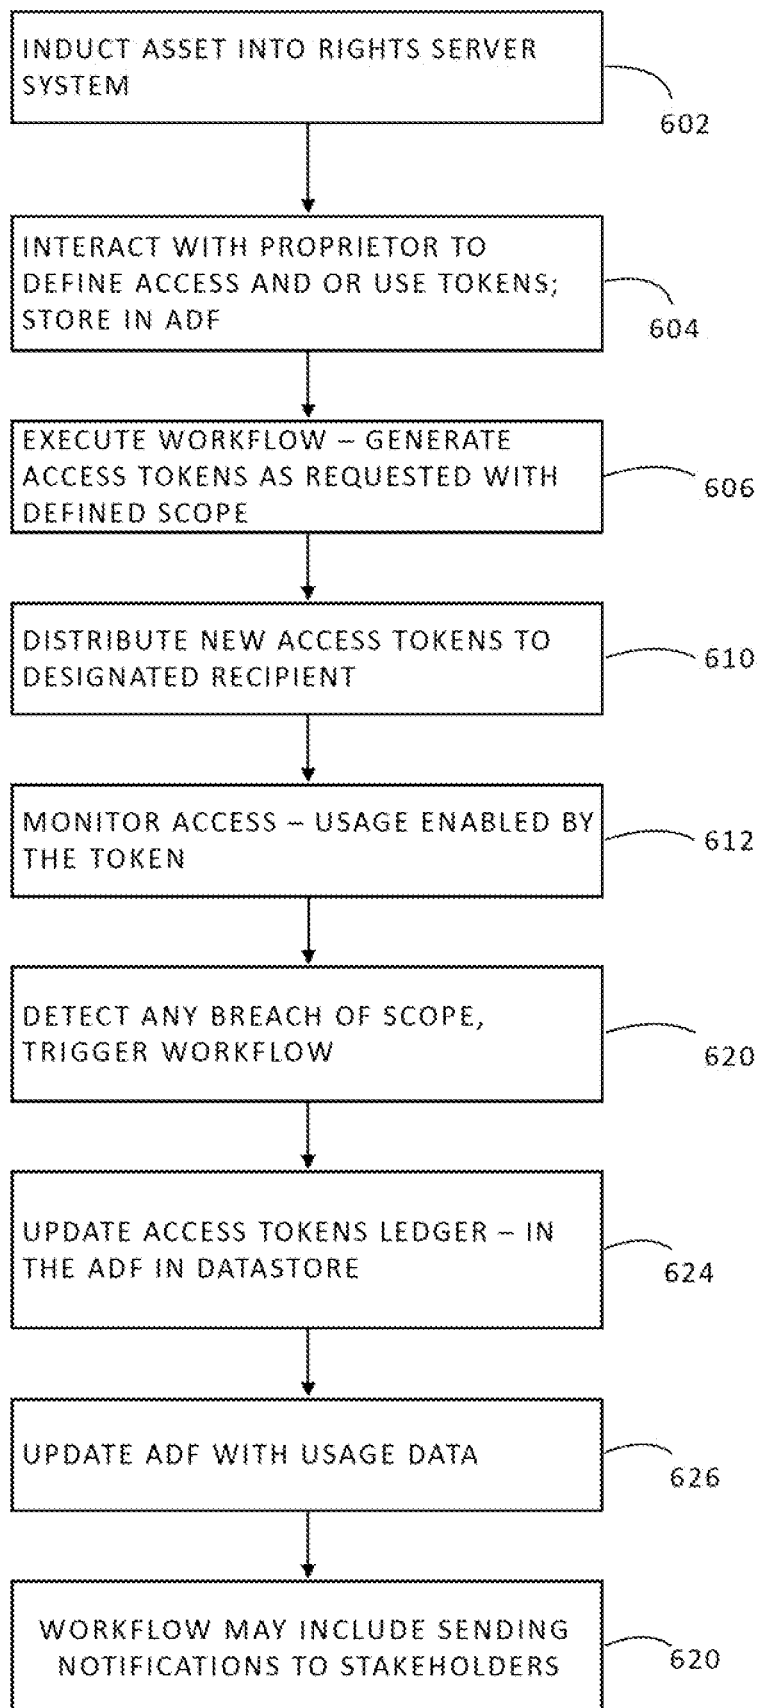 INDUCT ASSET INTO RIGHTS SERVER
SYSTEM
602
INTERACT WITH PROPRIETOR TO
DEFINE ACCESS AND OR USE TOKENS;
STORE IN ADF
604
EXECUTE WORKFLOW – GENERATE
ACCESS TOKENS AS REQUESTED WITH
DEFINED SCOPE
606
DISTRIBUTE NEW ACCESS TOKENS TO
DESIGNATED RECIPIENT
610
MONITOR ACCESS – USAGE ENABLED BY
THE TOKEN
612
DETECT ANY BREACH OF SCOPE,
TRIGGER WORKFLOW
620
UPDATE ACCESS TOKENS LEDGER – IN
THE ADF IN DATASTORE
624
UPDATE ADF WITH USAGE DATA
626
WORKFLOW MAY INCLUDE SENDING
NOTIFICATIONS TO STAKEHOLDERS
620